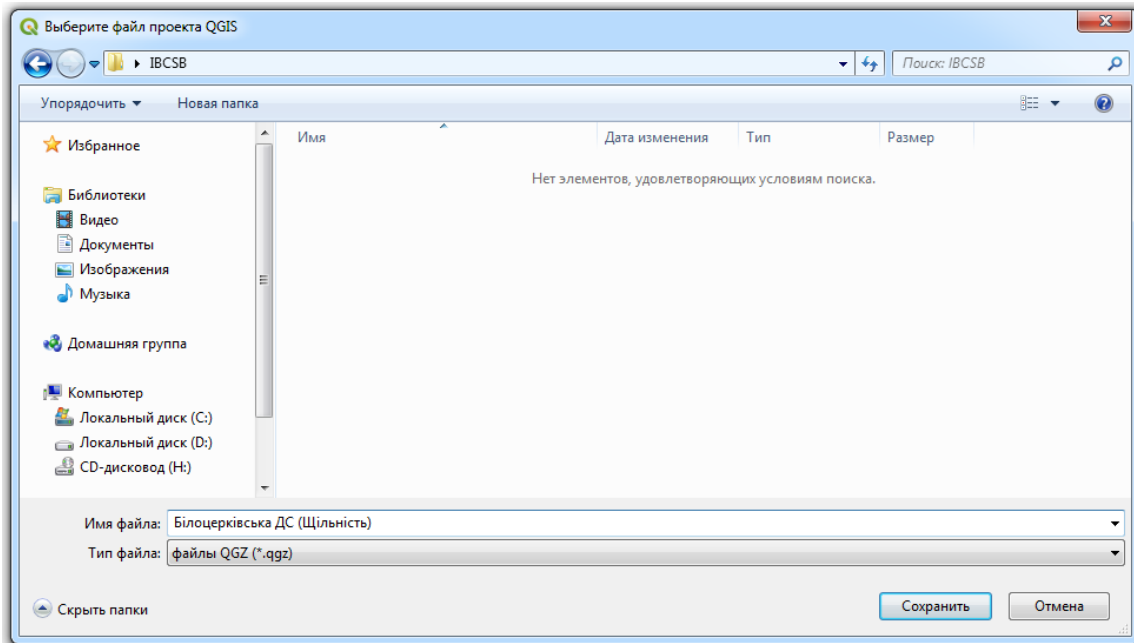 Выберите файл проекта QGIS
IBCSB
Поиск: IBCSB
Упорядочить
Новая папка
Избранное
Библиотеки
Видео
Документы
Изображения
Музыка
Домашняя группа
Компьютер
Локальный диск (C:)
Локальный диск (D:)
CD-дисковод (H:)
Имя
Дата изменения
Тип
Размер
Нет элементов, удовлетворяющих условиям поиска.
Имя файла: Білоцерківська ДС (Щільність)
Тип файла: файлы QGZ (*.qgz)
Скрыть папки
Сохранить
Отмена